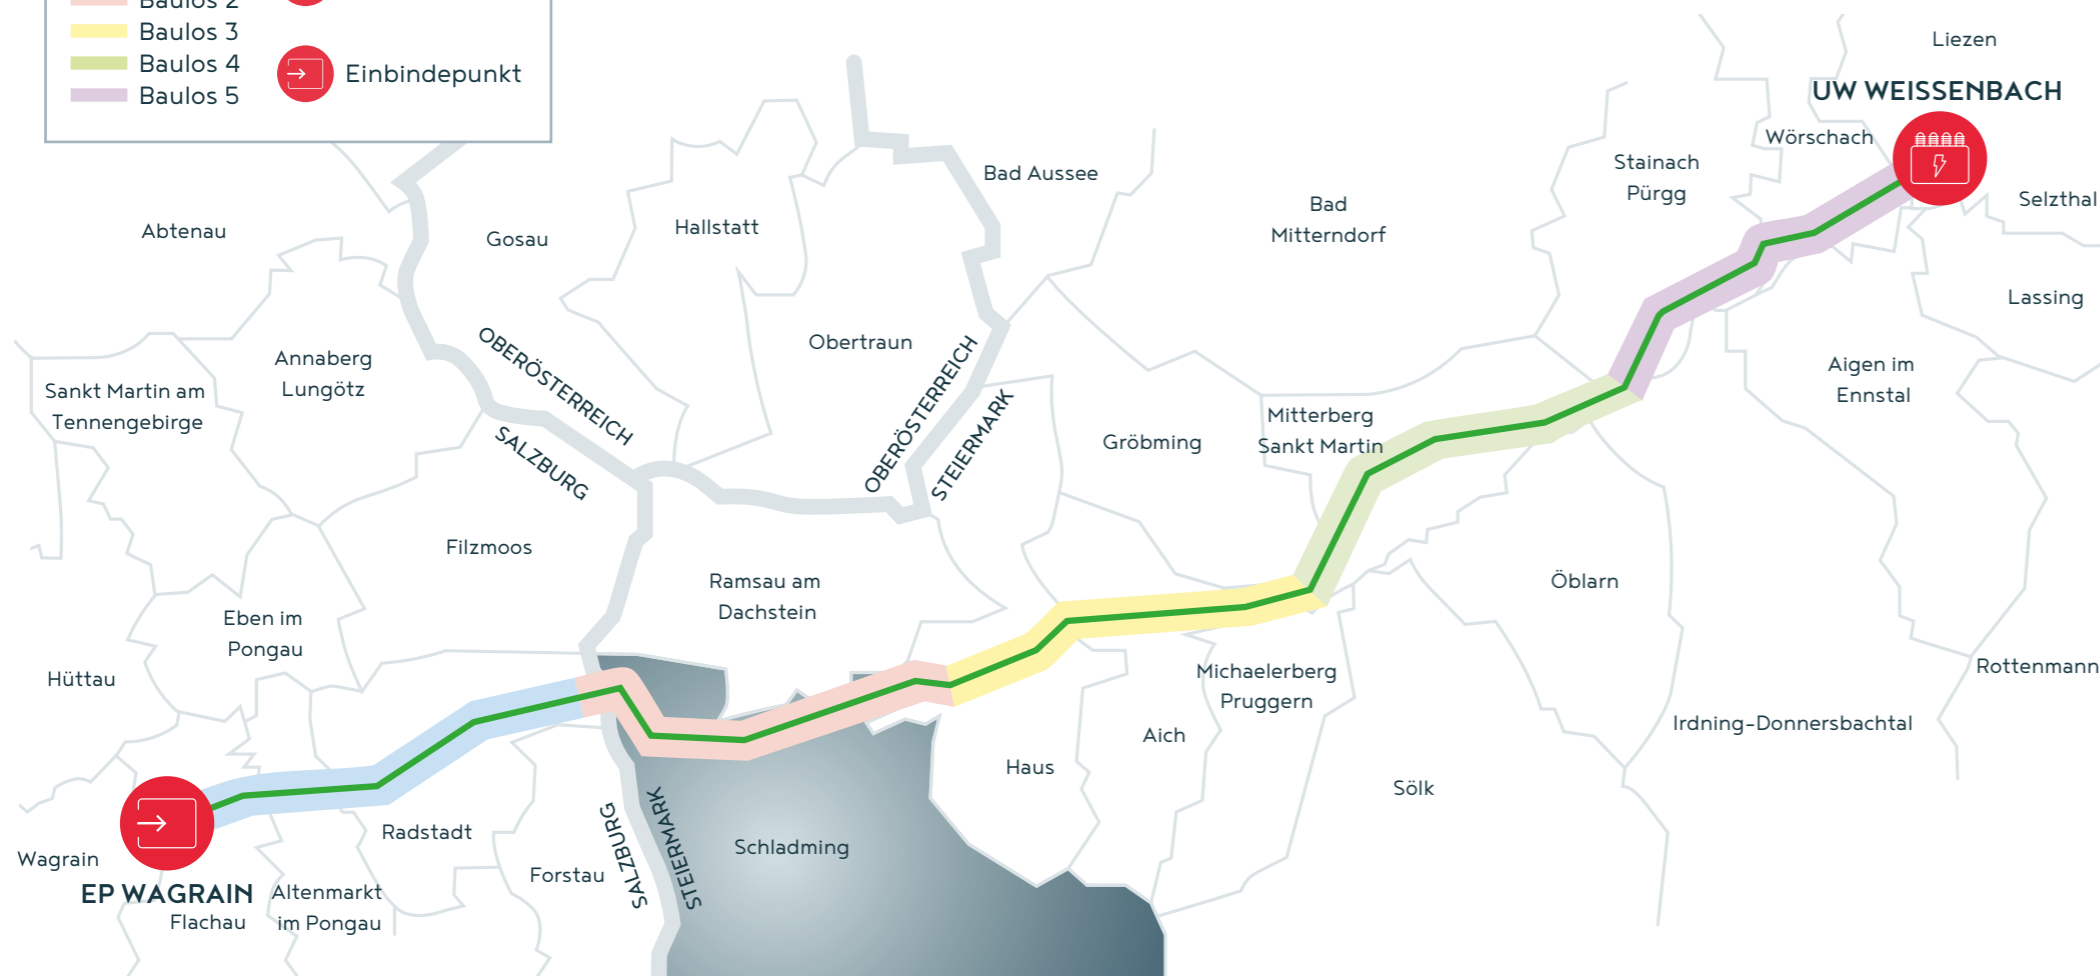 Baulos 2
Baulos 3
Baulos 4
Baulos 5
Einbindepunkt
Liezen
UW WEISSENBACH
Wörschach
Stainach
Pürgg
Selzthal
Bad Aussee
Bad
Mitterndorf
Abtenau
Gosau
Hallstatt
Lassing
Obertraun
OBERÖSTERREICH
SALZBURG
OBERÖSTERREICH
STEIERMARK
Annaberg
Lungötz
Sankt Martin am
Tennengebirge
Aigen im
Ennstal
Gröbming
Mitterberg
Sankt Martin
Filzmoos
Ramsau am
Dachstein
Öblarn
Eben im
Pongau
Hüttau
Michaelerberg
Pruggern
Rottenmann
Irdning-Donnersbachtal
Aich
Haus
Sölk
Radstadt
Schladming
SALZBURG
STEIERMARK
Wagrain
Forstau
EP WAGRAIN
Flachau
Altenmarkt
im Pongau